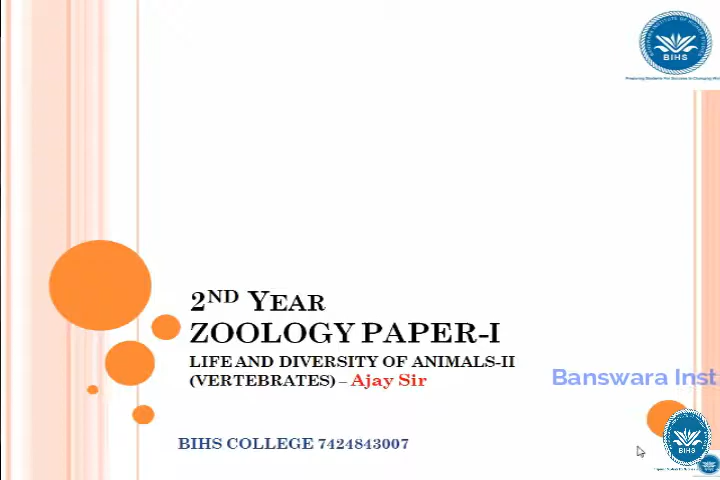 BIHS
2ND YEAR
ZOOLOGY PAPER-I
LIFE AND DIVERSITY OF ANIMALS-II
(VERTEBRATES) – Ajay Sir
Banswara Inst
BIHS COLLEGE 7424843007
BIHS